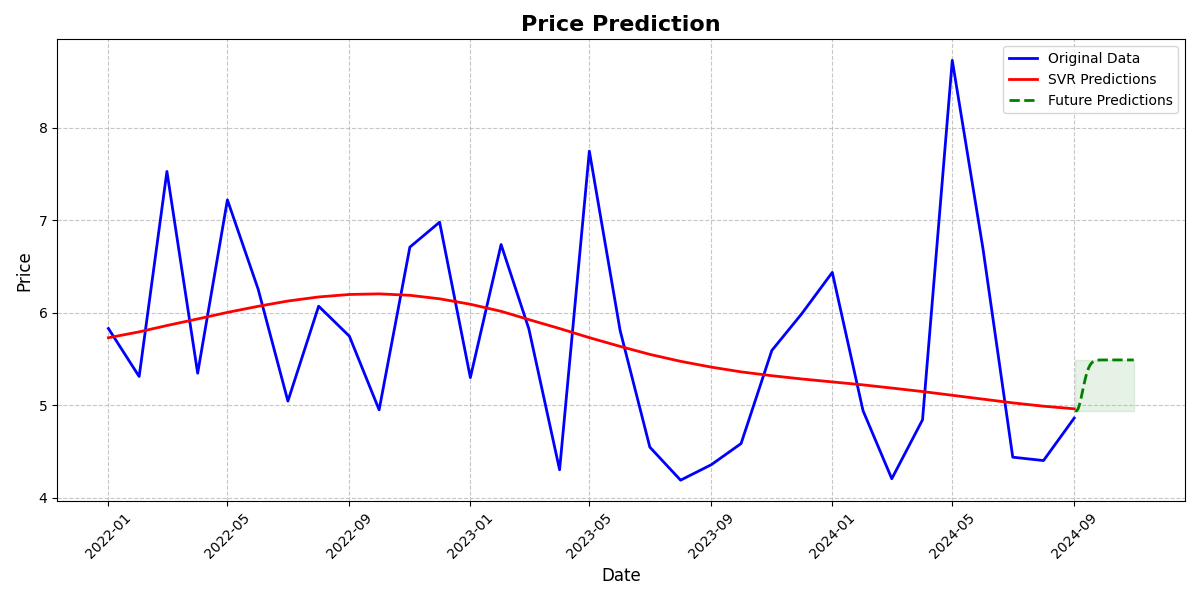 Price Prediction
Original Data
SVR Predictions
Future Predictions
Price
8
7
6
5
4
2022-01
2022-05
2022-09
2023-01
2023-05
2023-09
2024-01
2024-05
2024-09
Date